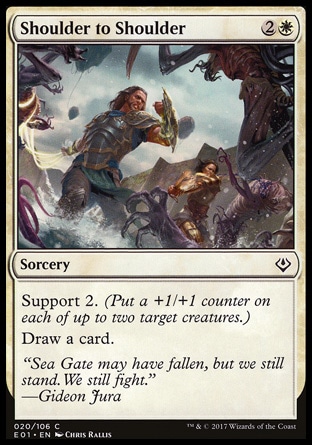 Shoulder to Shoulder 2
Sorcery
Support 2. (Put a +1/+1 counter on
each of up to two target creatures.)
Draw a card.
“Sea Gate may have fallen, but we still
stand. We still fight.”
—Gideon Jura
020/106 C
E01 • EN Chris Rallis
™ & © 2017 Wizards of the Coast